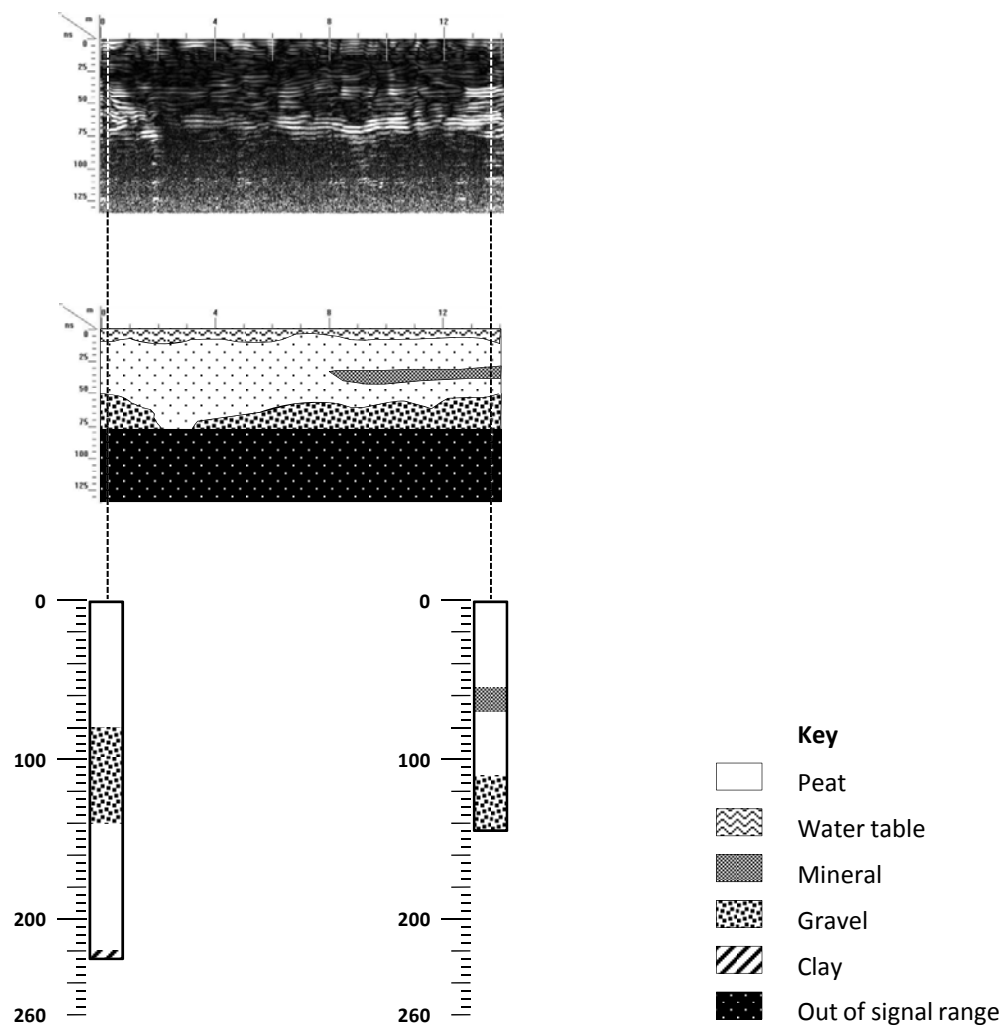 m 0 4 8 12
ns
0
25
50
75
100
125
m 0 4 8 12
ns
0
25
50
75
100
125
0 0
100 100
200 200
260 260
Key
Peat
Water table
Mineral
Gravel
Clay
Out of signal range